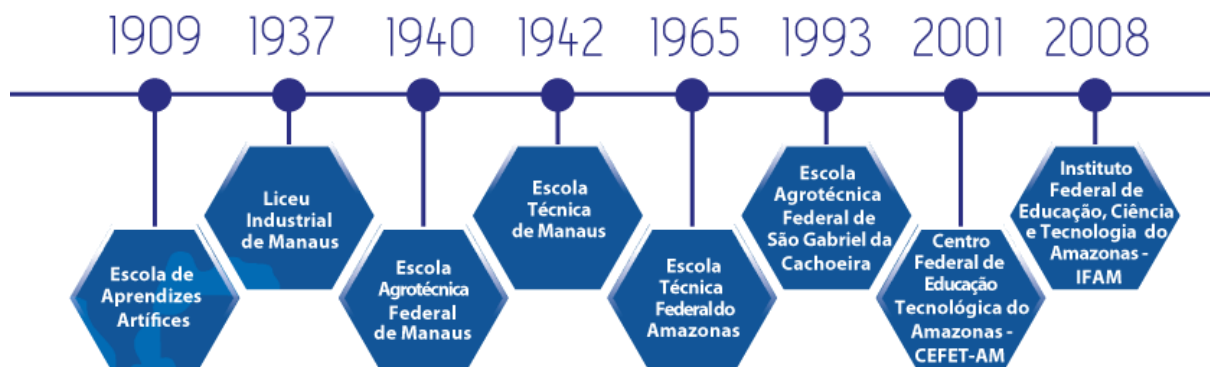 1909 1937 1940 1942 1965 1993 2001 2008
Escola de
Aprendizes
Artífices
Liceu
Industrial
de Manaus
Escola
Agrotécnica
Federal
de Manaus
Escola
Técnica
de Manaus
Escola
Técnica
Federal do
Amazonas
Escola
Agrotécnica
Federal de
São Gabriel da
Cachoeira
Centro
Federal de
Educação
Tecnológica do
Amazonas -
CEFET-AM
Instituto
Federal de
Educação, Ciência
e Tecnologia do
Amazonas -
IFAM